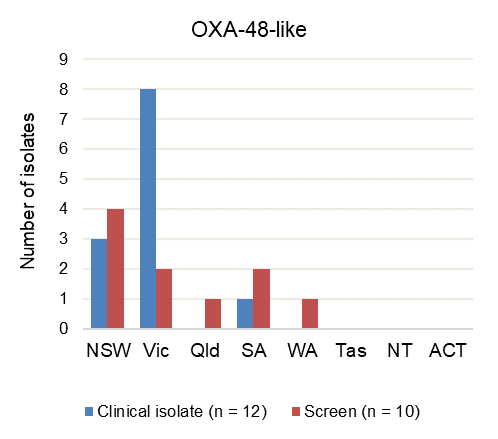 OXA-48-like
Number of isolates
9
8
7
6
5
4
3
2
1
0
NSW Vic Qld SA WA Tas NT ACT
Clinical isolate (n = 12) Screen (n = 10)